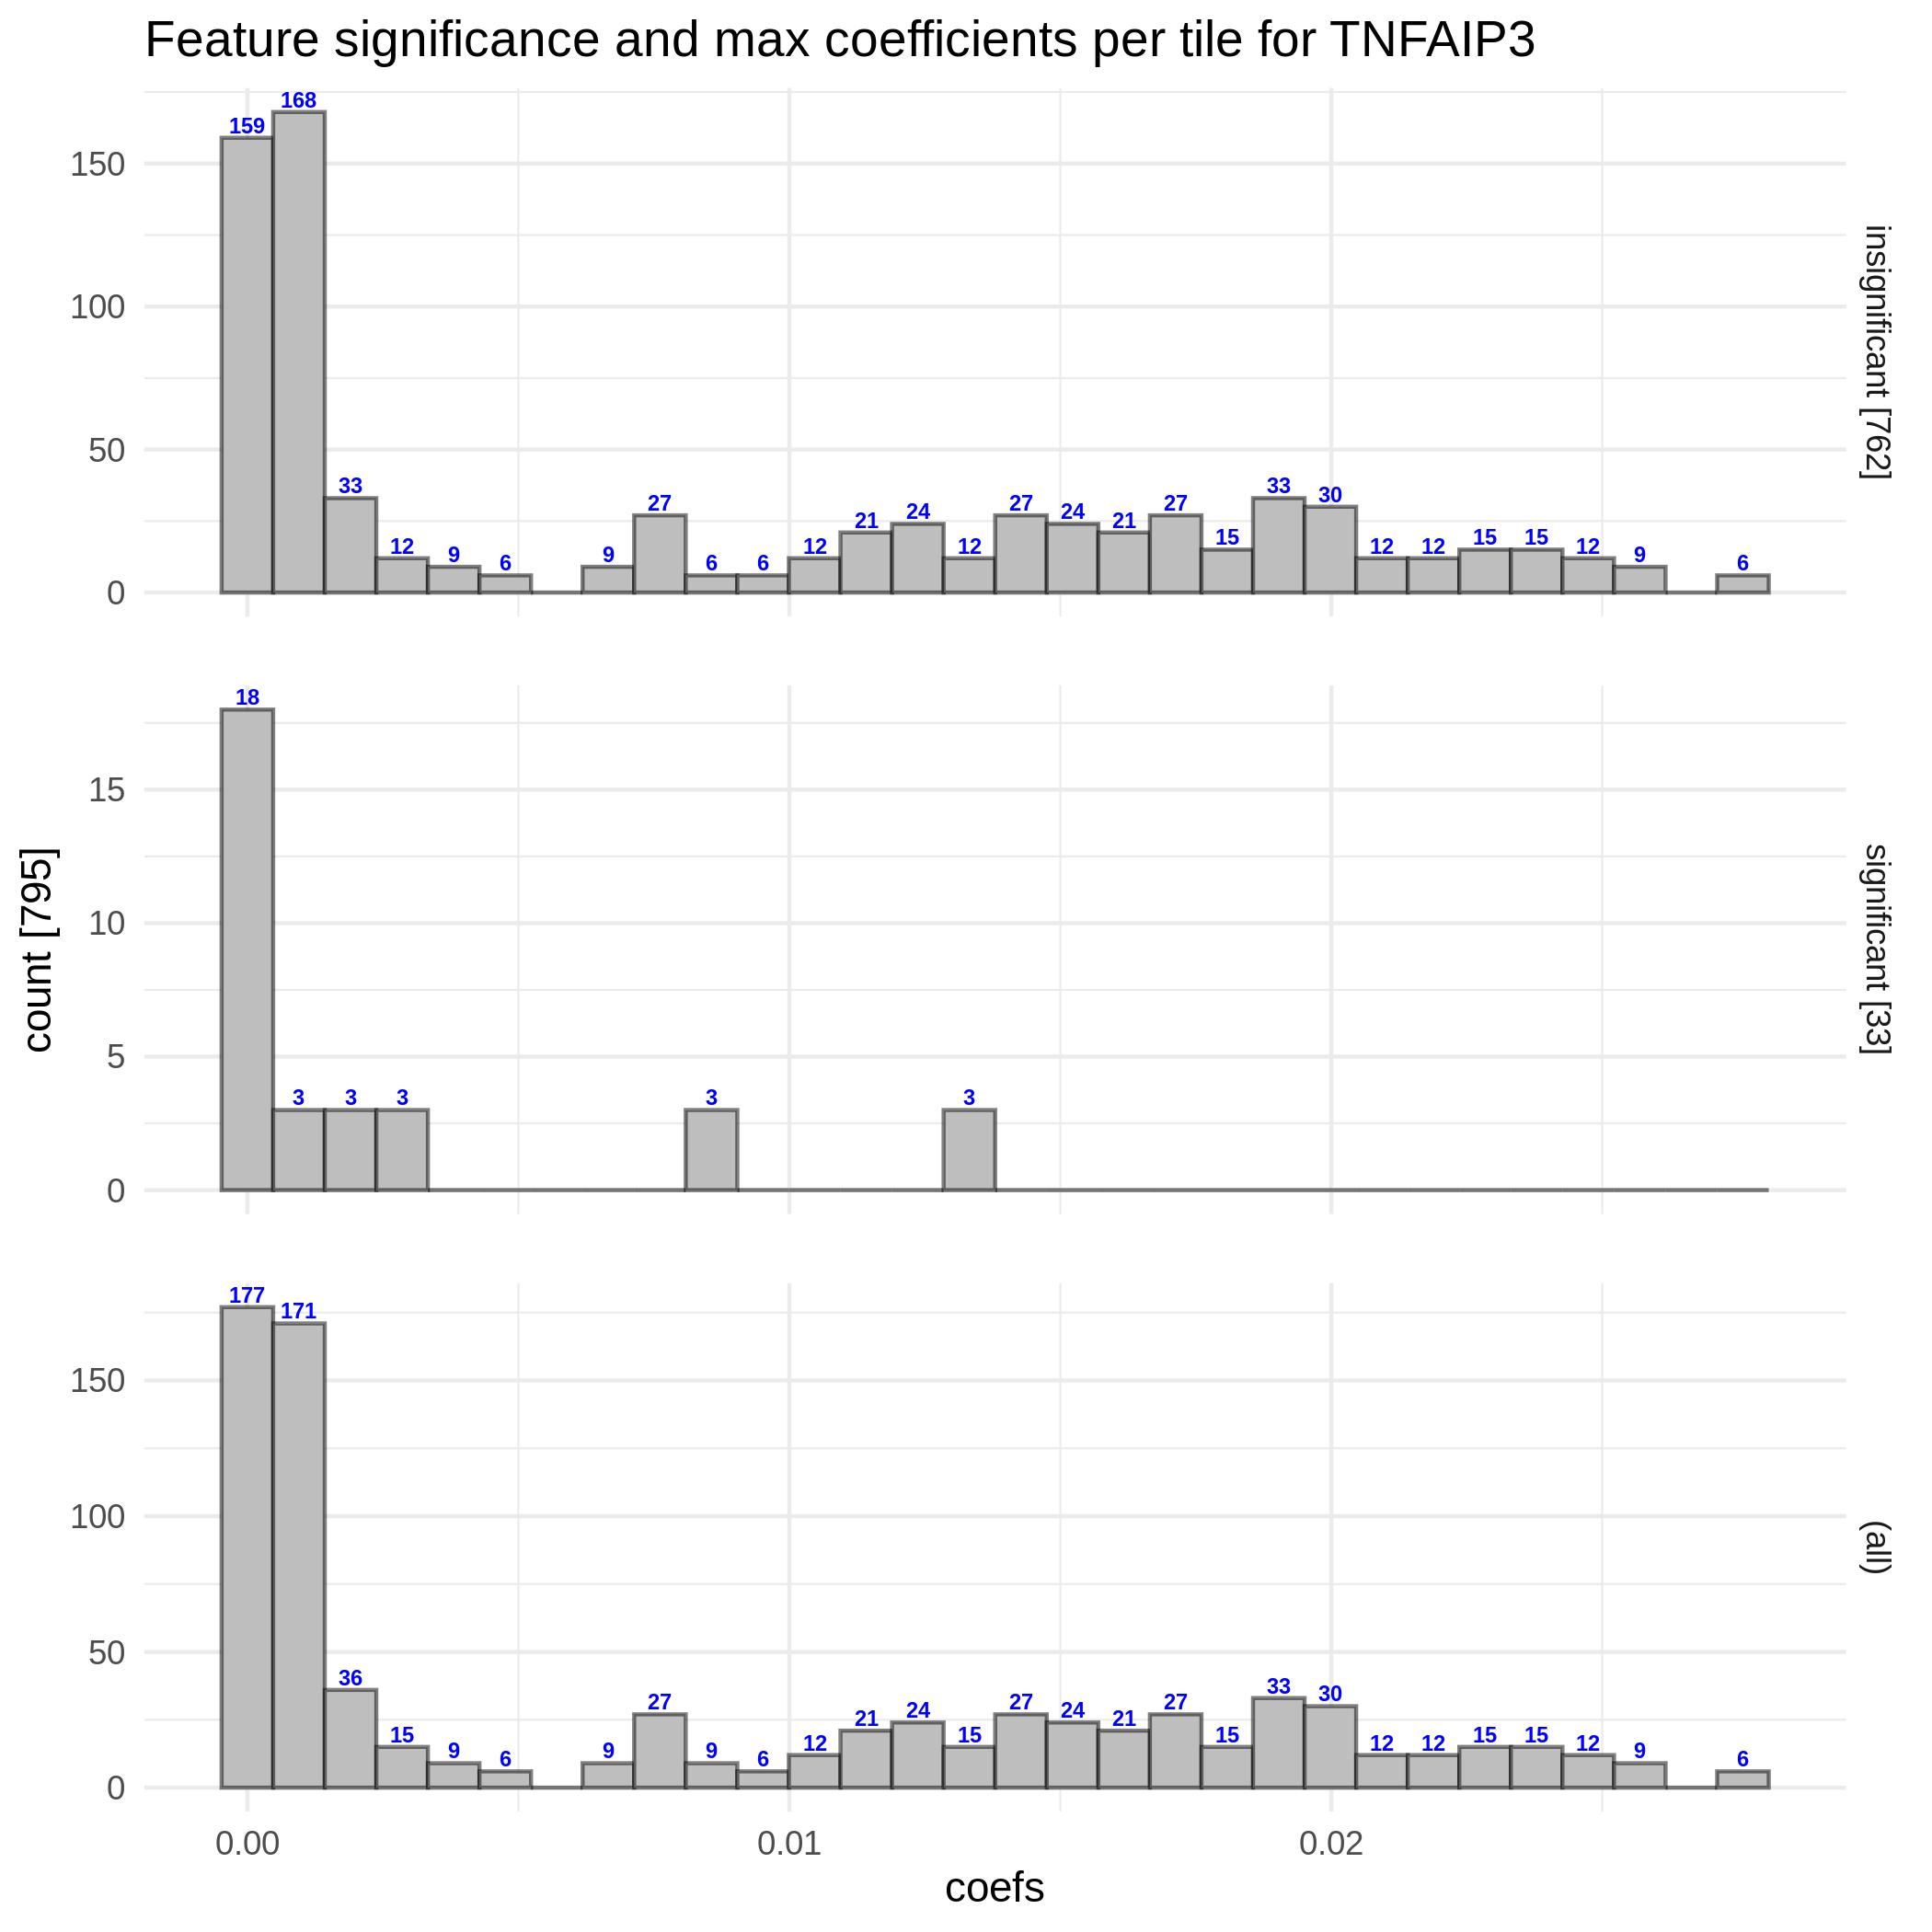 Feature significance and max coefficients per tile for TNFAIP3
159 168 33 12 9 6 9 27 6 6 12 21 24 12 27 24 21 27 15 33 30 12 12 15 15 12 9 6
150
100
50
0
insignificant [762]
18 3 3 3 3 3
15
10
5
0
significant [33]
count [795]
177 171 36 15 9 6 9 27 9 6 12 21 24 15 27 24 21 27 15 33 30 12 12 15 15 12 9 6
150
100
50
0
(all)
0.00 0.01 0.02
coefs